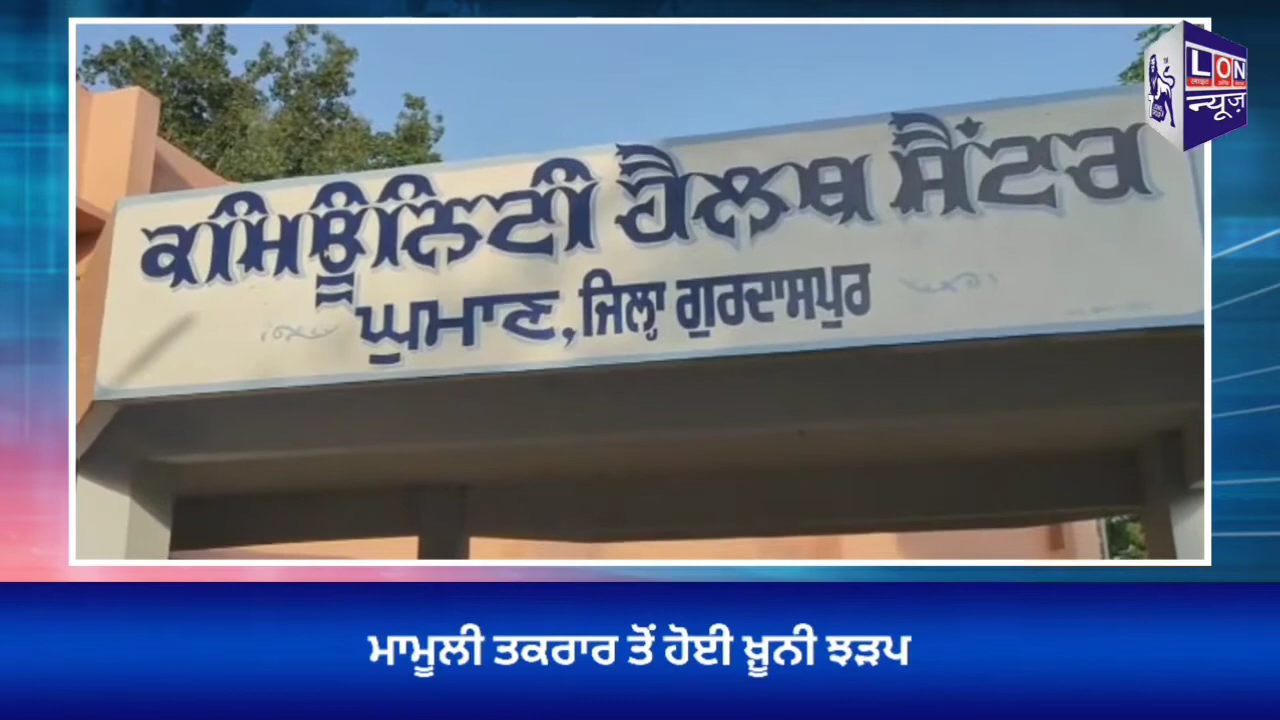 ਕਮਿਊਨਿਟੀ ਹੈਲਥ ਸੈਂਟਰ
ਘੁਮਾਣ, ਜਿਲ੍ਹਾ ਗੁਰਦਾਸਪੁਰ
LON
न्यूज़
ਮਾਮੂਲੀ ਤਕਰਾਰ ਤੋਂ ਹੋਈ ਖ਼ੂਨੀ ਝੜਪ